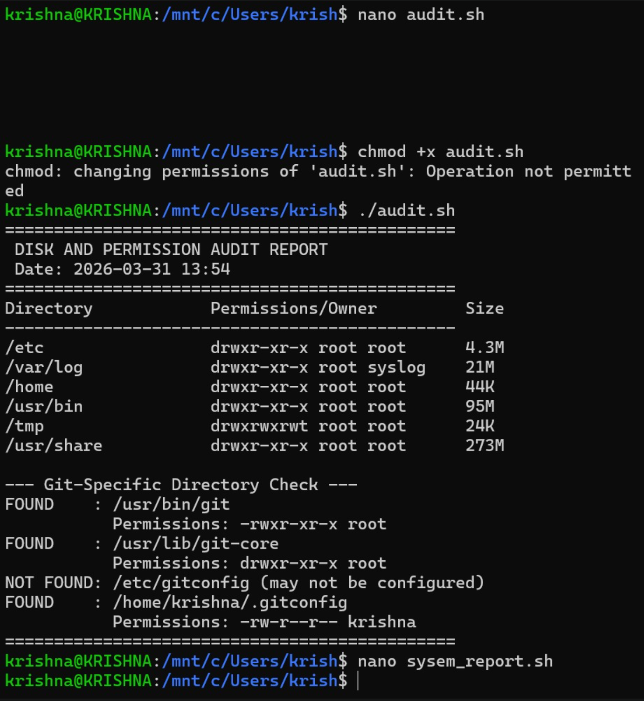 krishna@KRISHNA:/mnt/c/Users/krish$ nano audit.sh
krishna@KRISHNA:/mnt/c/Users/krish$ chmod +x audit.sh
chmod: changing permissions of 'audit.sh': Operation not permitt
ed
krishna@KRISHNA:/mnt/c/Users/krish$ ./audit.sh
==============================================
 DISK AND PERMISSION AUDIT REPORT
 Date: 2026-03-31 13:54
==============================================
Directory            Permissions/Owner         Size
----------------------------------------------
/etc                 drwxr-xr-x root root      4.3M
/var/log             drwxr-xr-x root syslog    21M
/home                drwxr-xr-x root root      44K
/usr/bin             drwxr-xr-x root root      95M
/tmp                 drwxrwxrwt root root      24K
/usr/share           drwxr-xr-x root root      273M
--- Git-Specific Directory Check ---
FOUND    : /usr/bin/git
           Permissions: -rwxr-xr-x root
FOUND    : /usr/lib/git-core
           Permissions: drwxr-xr-x root
NOT FOUND: /etc/gitconfig (may not be configured)
FOUND    : /home/krishna/.gitconfig
           Permissions: -rw-r--r-- krishna
==============================================
krishna@KRISHNA:/mnt/c/Users/krish$ nano sysem_report.sh
krishna@KRISHNA:/mnt/c/Users/krish$